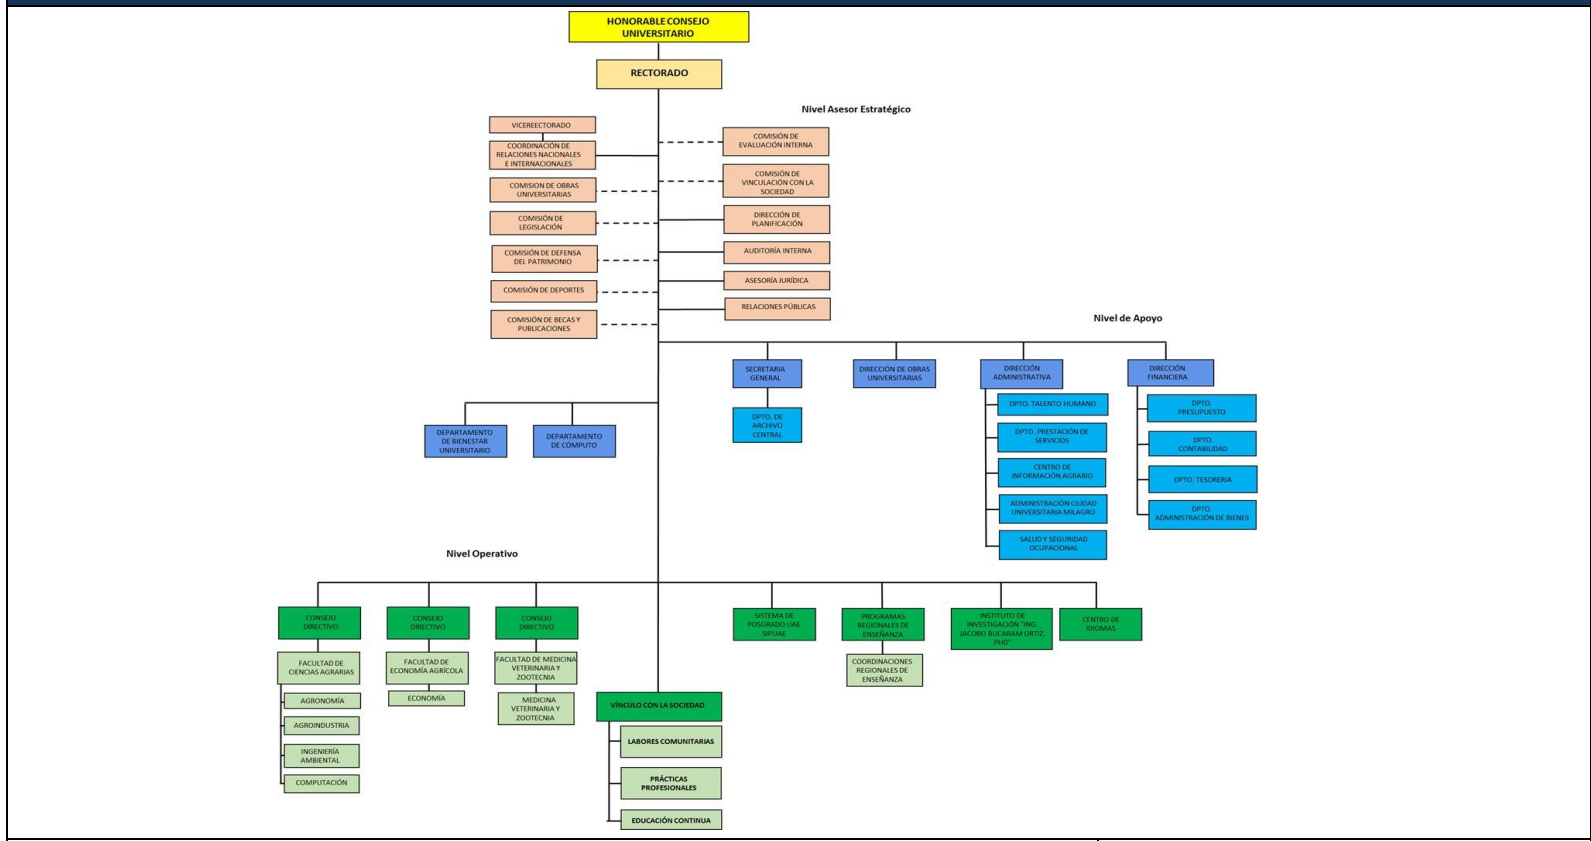 HONORABLE CONSEJO
UNIVERSITARIO
RECTORADO
Nivel Asesor Estratégico
VICEREECTORADO
COORDINACIÓN DE
RELACIONES NACIONALES
E INTERNACIONALES
COMISION DE OBRAS
UNIVERSITARIAS
COMISIÓN DE
LEGISLACIÓN
COMISIÓN DE DEFENSA
DEL PATRIMONIO
COMISIÓN DE DEPORTES
COMISIÓN DE BECAS Y
PUBLICACIONES
COMISIÓN DE
EVALUACIÓN INTERNA
COMISIÓN DE
VINCULACIÓN CON LA
SOCIEDAD
DIRECCIÓN DE
PLANIFICACIÓN
AUDITORÍA INTERNA
ASESORÍA JURÍDICA
RELACIONES PÚBLICAS
Nivel de Apoyo
SECRETARIA
GENERAL
DPTO. DE
ARCHIVO
CENTRAL
DIRECCIÓN DE OBRAS
UNIVERSITARIAS
DIRECCIÓN
ADMINISTRATIVA
DPTO. TALENTO HUMANO
DPTO. PRESTACIÓN DE
SERVICIOS
CENTRO DE
INFORMACIÓN AGRARIO
ADMINISTRACIÓN CIUDAD
UNIVERSITARIA MILAGRO
SALUD Y SEGURIDAD
OCUPACIONAL
DIRECCIÓN
FINANCIERA
DPTO.
PRESUPUESTO
DPTO.
CONTABILIDAD
DPTO. TESORERIA
DPTO.
ADMINISTRACIÓN DE BIENES
DEPARTAMENTO
DE BIENESTAR
UNIVERSITARIO
DEPARTAMENTO
DE CÓMPUTO
Nivel Operativo
CONSEJO
DIRECTIVO
FACULTAD DE
CIENCIAS AGRARIAS
AGRONOMÍA
AGROINDUSTRIA
INGENIERÍA
AMBIENTAL
COMPUTACIÓN
CONSEJO
DIRECTIVO
FACULTAD DE
ECONOMÍA AGRÍCOLA
ECONOMÍA
CONSEJO
DIRECTIVO
FACULTAD DE MEDICINA
VETERINARIA Y
ZOOTECNIA
MEDICINA
VETERINARIA Y
ZOOTECNIA
VÍNCULO CON LA SOCIEDAD
LABORES COMUNITARIAS
PRÁCTICAS
PROFESIONALES
EDUCACIÓN CONTINUA
SISTEMA DE
POSGRADO UAE
SIPUAE
PROGRAMAS
REGIONALES DE
ENSEÑANZA
COORDINACIONES
REGIONALES DE
ENSEÑANZA
INSTITUTO DE
INVESTIGACIÓN "ING.
JACOBO BUCARAM ORTIZ,
PHD"
CENTRO DE
IDIOMAS